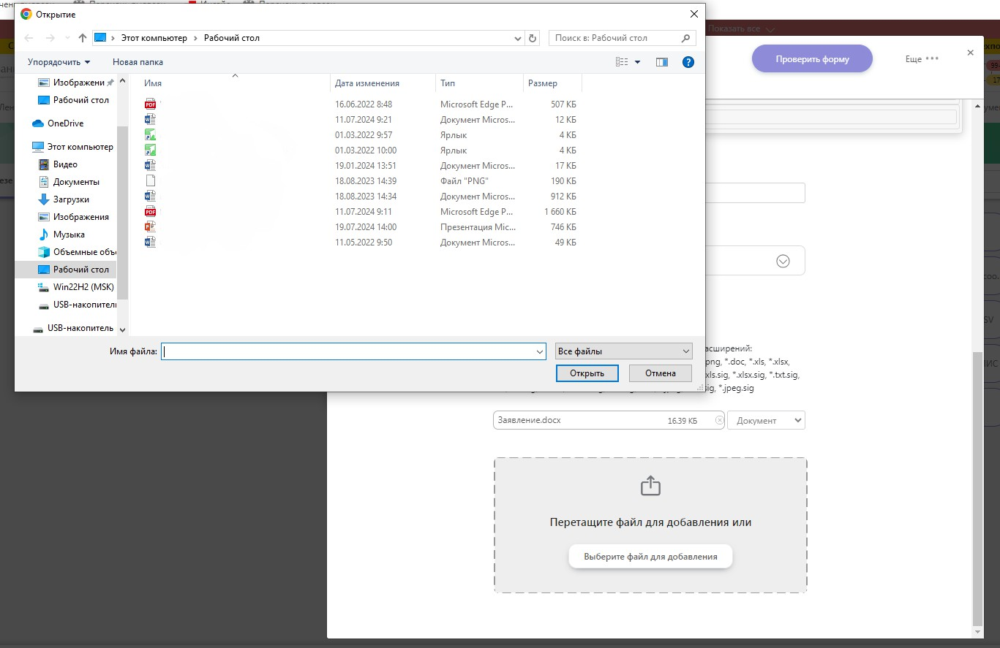 Открытие
Показать все
Этот компьютер
Рабочий стол
Поиск в: Рабочий стол
Проверить форму
Еще
Упорядочить
Новая папка
Имя
Дата изменения
Тип
Размер
Изображени
Рабочий стол
OneDrive
Этот компьютер
Видео
Документы
Загрузки
Изображения
Музыка
Объемные объ
Рабочий стол
Win22H2 (MSK)
USB-накопител
USB-накопитель
PDF 16.06.2022 8:48 Microsoft Edge P... 507 КБ
11.07.2024 9:21 Документ Micros... 12 КБ
01.03.2022 9:57 Ярлык 4 КБ
01.03.2022 10:00 Ярлык 4 КБ
19.01.2024 13:51 Документ Micros... 17 КБ
18.08.2023 14:39 Файл "PNG" 190 КБ
18.08.2023 14:34 Документ Micros... 912 КБ
PDF 11.07.2024 9:11 Microsoft Edge P... 1 660 КБ
19.07.2024 14:00 Презентация Mic... 746 КБ
11.05.2022 9:50 Документ Micros... 49 КБ
Имя файла:
Все файлы
Открыть
Отмена
асширений:
png, *.doc, *.xls, *.xlsx,
xls.sig, *.xlsx.sig, *.txt.sig,
sig, *.jpeg.sig
Заявление.docx
16.39 КБ
Документ
Перетащите файл для добавления или
Выберите файл для добавления